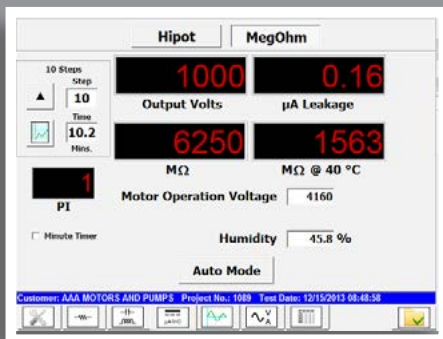 Hipot MegOhm
10 Steps
Step
10
Time
10.2
Mins.
1000 0.16
Output Volts µA Leakage
6250 1563
MΩ MΩ @ 40 °C
1
PI
Motor Operation Voltage 4160
Minute Timer
Humidity 45.8 %
Auto Mode
Customer: AAA MOTORS AND PUMPS Project No.: 1089 Test Date: 12/15/2013 08:48:58
V
A